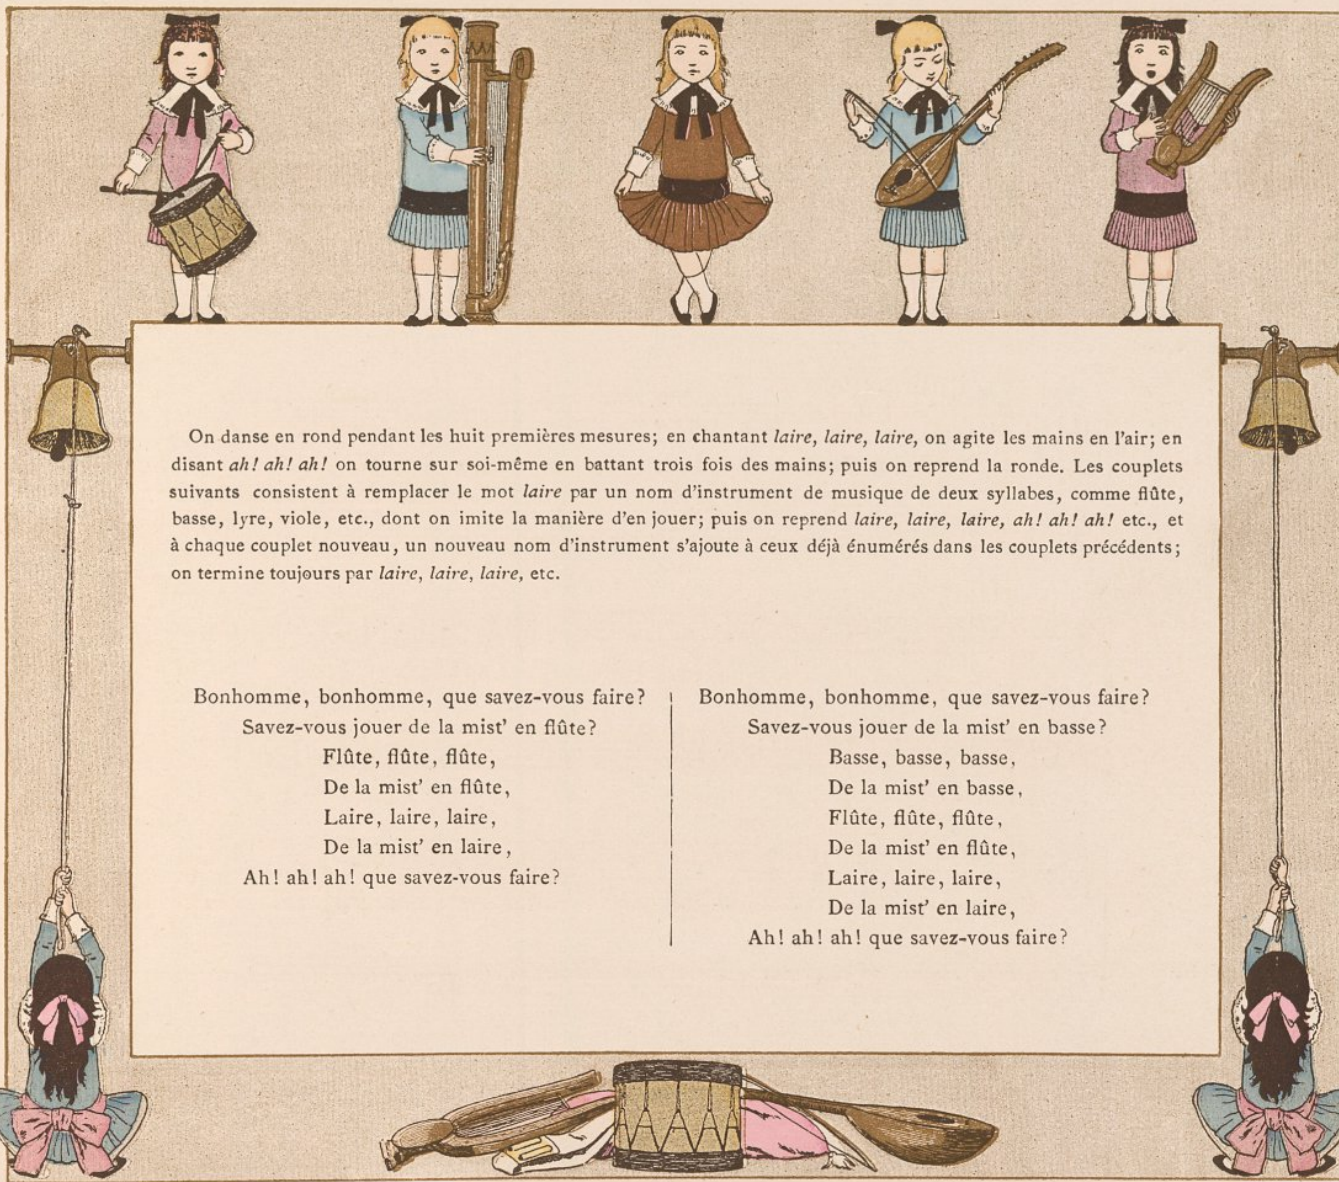 On danse en rond pendant les huit premières mesures; en chantant laire, laire, laire, on agite les mains en l'air; en
disant ah! ah! ah! on tourne sur soi-même en battant trois fois des mains; puis on reprend la ronde. Les couplets
suivants consistent à remplacer le mot laire par un nom d'instrument de musique de deux syllabes, comme flûte,
basse, lyre, viole, etc., dont on imite la manière d'en jouer; puis on reprend laire, laire, laire, ah! ah! ah! etc., et
à chaque couplet nouveau, un nouveau nom d'instrument s'ajoute à ceux déjà énumérés dans les couplets précédents;
on termine toujours par laire, laire, laire, etc.
Bonhomme, bonhomme, que savez-vous faire?
Savez-vous jouer de la mist' en flûte?
Flûte, flûte, flûte,
De la mist' en flûte,
Laire, laire, laire,
De la mist' en laire,
Ah! ah! ah! que savez-vous faire?
Bonhomme, bonhomme, que savez-vous faire?
Savez-vous jouer de la mist' en basse?
Basse, basse, basse,
De la mist' en basse,
Flûte, flûte, flûte,
De la mist' en flûte,
Laire, laire, laire,
De la mist' en laire,
Ah! ah! ah! que savez-vous faire?